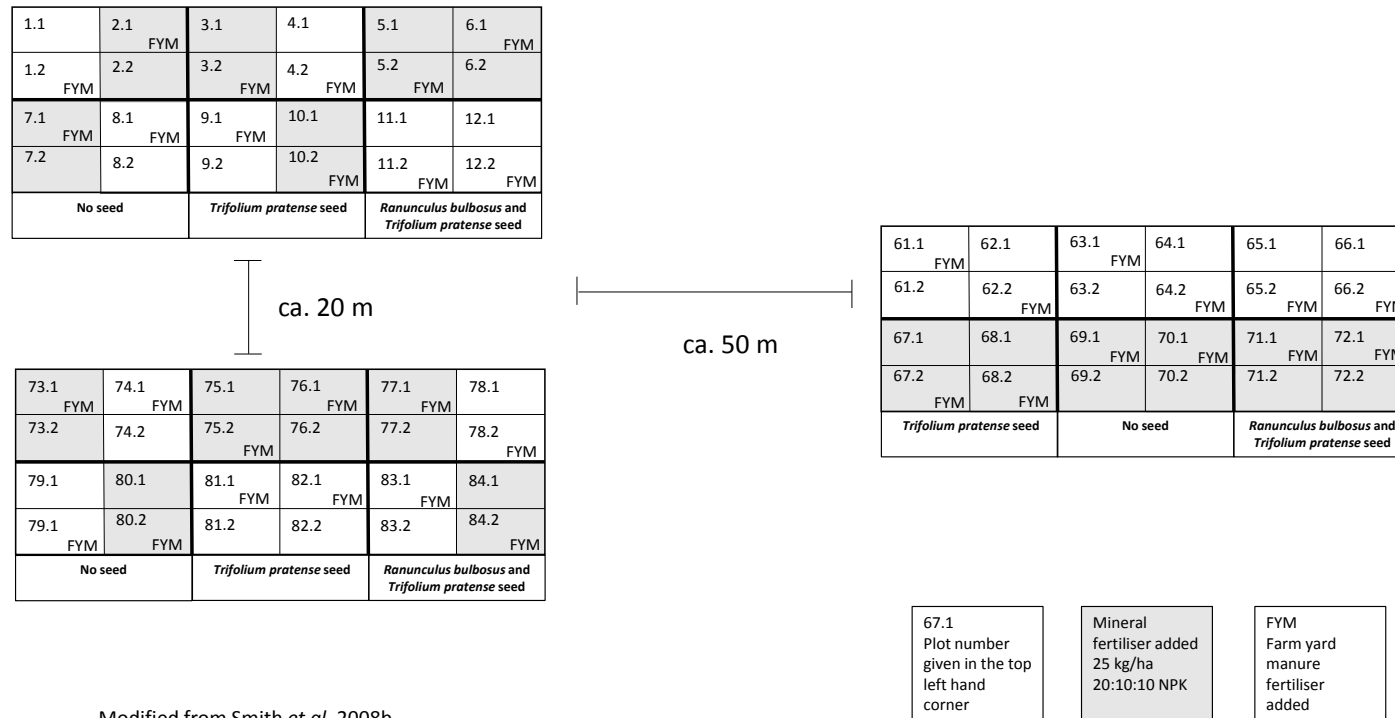 1.1 2.1 3.1 4.1 5.1 6.1
FYM FYM
1.2 2.2 3.2 4.2 5.2 6.2
FYM FYM FYM FYM
7.1 8.1 9.1 10.1 11.1 12.1
FYM FYM FYM
7.2 8.2 9.2 10.2 11.2 12.2
FYM FYM FYM
No seed Trifolium pratense seed Ranunculus bulbosus and
Trifolium pratense seed
ca. 20 m
ca. 50 m
61.1 62.1 63.1 64.1 65.1 66.1
FYM FYM
61.2 62.2 63.2 64.2 65.2 66.2
FYM FYM FYM FYM
67.1 68.1 69.1 70.1 71.1 72.1
FYM FYM FYM FYM
67.2 68.2 69.2 70.2 71.2 72.2
FYM FYM
Trifolium pratense seed No seed Ranunculus bulbosus and
Trifolium pratense seed
73.1 74.1 75.1 76.1 77.1 78.1
FYM FYM FYM FYM
73.2 74.2 75.2 76.2 77.2 78.2
FYM FYM
79.1 80.1 81.1 82.1 83.1 84.1
FYM FYM FYM
79.1 80.2 81.2 82.2 83.2 84.2
FYM FYM FYM
No seed Trifolium pratense seed Ranunculus bulbosus and
Trifolium pratense seed
67.1
Plot number
given in the top
left hand
corner
Mineral
fertiliser added
25 kg/ha
20:10:10 NPK
FYM
Farm yard
manure
fertiliser
added
Modified from Smith et al. 2008b